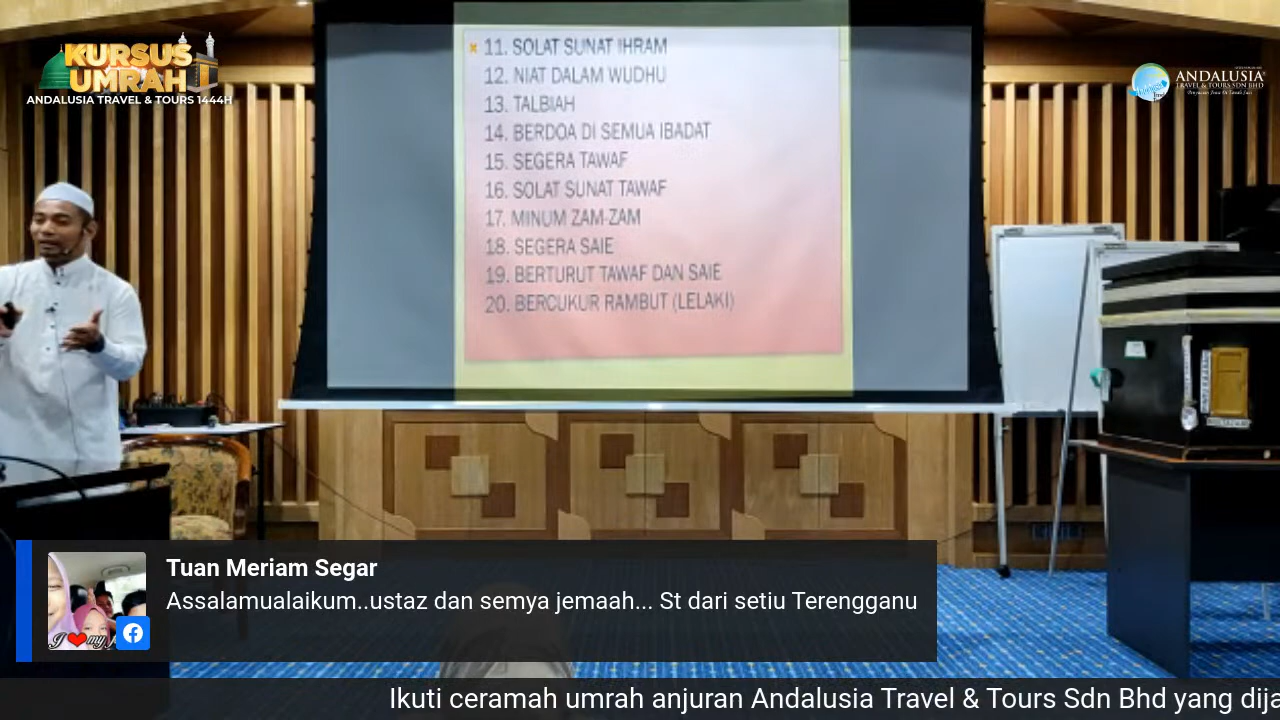 KURSUS
UMRAH
ANDALUSIA TRAVEL & TOURS 1444H
ANDALUSIA
TRAVEL & TOURS SDN BHD
11. SOLAT SUNAT IHRAM
12. NIAT DALAM WUDHU
13. TALBIAH
14. BERDOA DI SEMUA IBADAT
15. SEGERA TAWAF
16. SOLAT SUNAT TAWAF
17. MINUM ZAM-ZAM
18. SEGERA SAIE
19. BERTURUT TAWAF DAN SAIE
20. BERCUKUR RAMBUT (LELAKI)
Tuan Meriam Segar
Assalamualaikum..ustaz dan semya jemaah... St dari setiu Terengganu
I ❤ my
Ikuti ceramah umrah anjuran Andalusia Travel & Tours Sdn Bhd yang dija